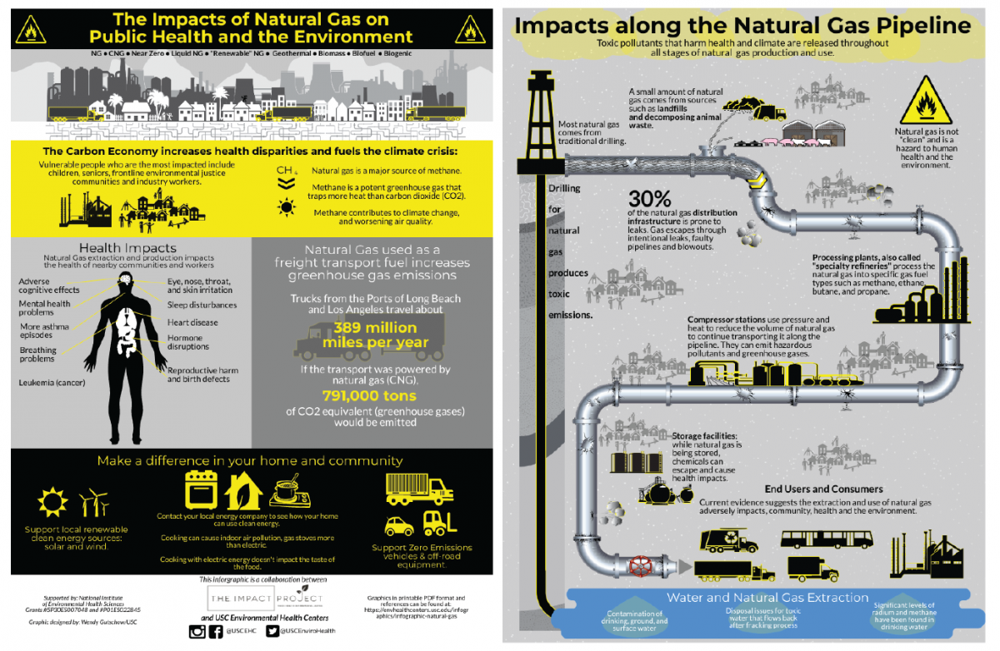 The Impacts of Natural Gas on
Public Health and the Environment
NG ● CNG ● Near Zero ● Liquid NG ● "Renewable" NG ● Geothermal ● Biomass ● Biofuel ● Biogenic
The Carbon Economy increases health disparities and fuels the climate crisis:
Vulnerable people who are the most impacted include
children, seniors, frontline environmental justice
communities and industry workers.
CH4
Natural gas is a major source of methane.
Methane is a potent greenhouse gas that
traps more heat than carbon dioxide (CO2).
Methane contributes to climate change,
and worsening air quality.
Health Impacts
Natural Gas extraction and production impacts
the health of nearby communities and workers
Adverse
cognitive effects
Mental health
problems
More asthma
episodes
Breathing
problems
Leukemia (cancer)
Eye, nose, throat,
and skin irritation
Sleep disturbances
Heart disease
Hormone
disruptions
Reproductive harm
and birth defects
Natural Gas used as a
freight transport fuel increases
greenhouse gas emissions
Trucks from the Ports of Long Beach
and Los Angeles travel about
389 million
miles per year
If the transport was powered by
natural gas (CNG),
791,000 tons
of CO2 equivalent (greenhouse gases)
would be emitted
Make a difference in your home and community
Support local renewable
clean energy sources:
solar and wind.
Contact your local energy company to see how your home
can use clean energy.
Cooking can cause indoor air pollution, gas stoves more
than electric.
Cooking with electric energy doesn't impact the taste of
the food.
Support Zero Emissions
vehicles & off-road
equipment.
Supported by: National Institute
of Environmental Health Sciences
Grants #5P30ES007048 and #P01ES022845
Graphic designed by: Wendy Gutschow/USC
This Infographic is a collaboration between
THE IMPACT PROJECT
and USC Environmental Health Centers
@USCEHC
@USCEnviroHealth
Graphics in printable PDF format and
references can be found at:
https://envhealthcenters.usc.edu/infogr
aphics/infographic-natural-gas
Impacts along the Natural Gas Pipeline
Toxic pollutants that harm health and climate are released throughout
all stages of natural gas production and use.
Most natural gas
comes from
traditional drilling.
A small amount of natural
gas comes from sources
such as landfills
and decomposing animal
waste.
Natural gas is not
"clean" and is a
hazard to human
health and the
environment.
Drilling
for
natural
gas
produces
toxic
emissions.
30%
of the natural gas distribution
infrastructure is prone to
leaks. Gas escapes through
intentional leaks, faulty
pipelines and blowouts.
Processing plants, also called
"specialty refineries" process the
natural gas into specific gas fuel
types such as methane, ethane,
butane, and propane.
Compressor stations use pressure and
heat to reduce the volume of natural gas
to continue transporting it along the
pipeline. They can emit hazardous
pollutants and greenhouse gases.
Storage facilities:
while natural gas is
being stored,
chemicals can
escape and cause
health impacts.
End Users and Consumers
Current evidence suggests the extraction and use of natural gas
adversely impacts, community, health and the environment.
Water and Natural Gas Extraction
Contamination of
drinking, ground, and
surface water
Disposal issues for toxic
water that flows back
after fracking process
Significant levels of
radium and methane
have been found in
drinking water